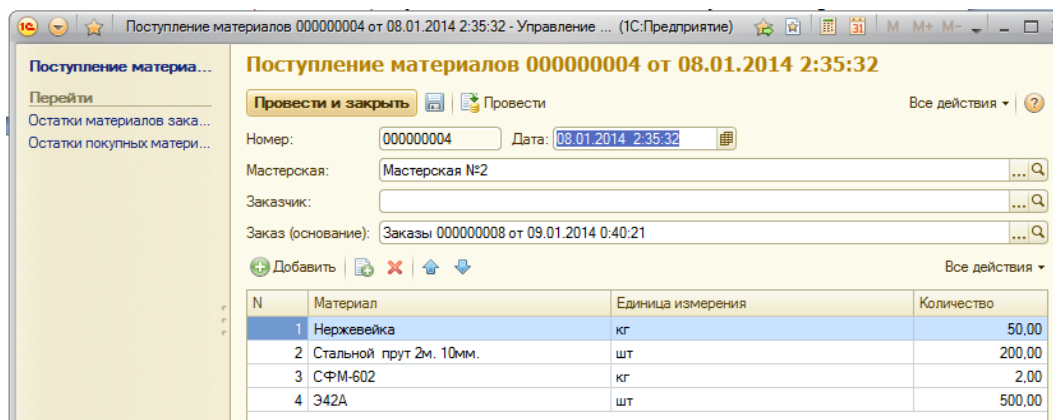 Поступление материалов 000000004 от 08.01.2014 2:35:32 - Управление ... (1С:Предприятие)
M M+ M-
Поступление материа...
Перейти
Остатки материалов зака...
Остатки покупных матери...
Поступление материалов 000000004 от 08.01.2014 2:35:32
Провести и закрыть Провести Все действия
Номер: 000000004 Дата: 08.01.2014 2:35:32
Мастерская: Мастерская №2
Заказчик:
Заказ (основание): Заказы 000000008 от 09.01.2014 0:40:21
Добавить Все действия
N Материал Единица измерения Количество
1 Нержевейка кг 50,00
2 Стальной прут 2м. 10мм. шт 200,00
3 СФМ-602 кг 2,00
4 Э42А шт 500,00